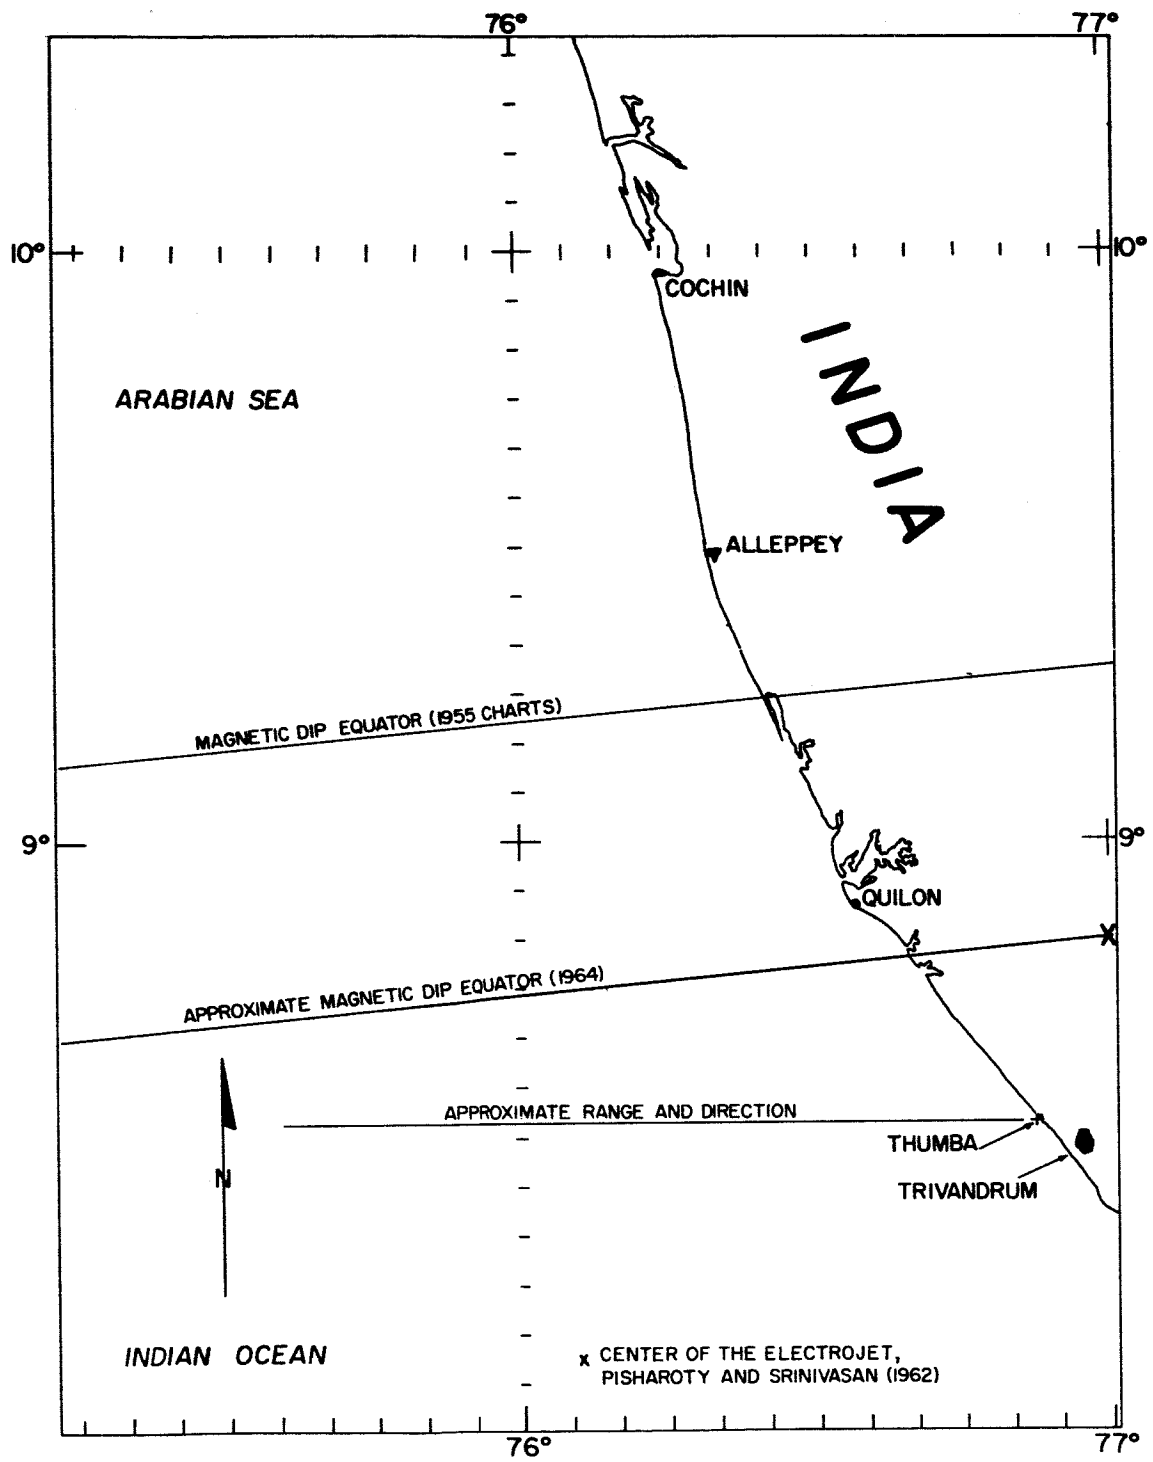 76°
77°
10°
10°
COCHIN
INDIA
ARABIAN SEA
ALLEPPEY
MAGNETIC DIP EQUATOR (1955 CHARTS)
9°
9°
QUILON
X
APPROXIMATE MAGNETIC DIP EQUATOR (1964)
APPROXIMATE RANGE AND DIRECTION
THUMBA
N
TRIVANDRUM
INDIAN OCEAN
x CENTER OF THE ELECTROJET,
PISHAROTY AND SRINIVASAN (1962)
76°
77°